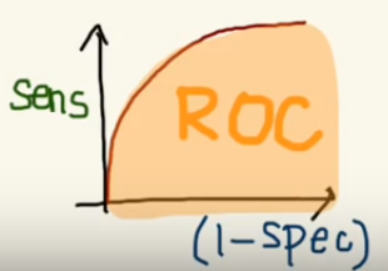 sens
ROC
(1-spec)